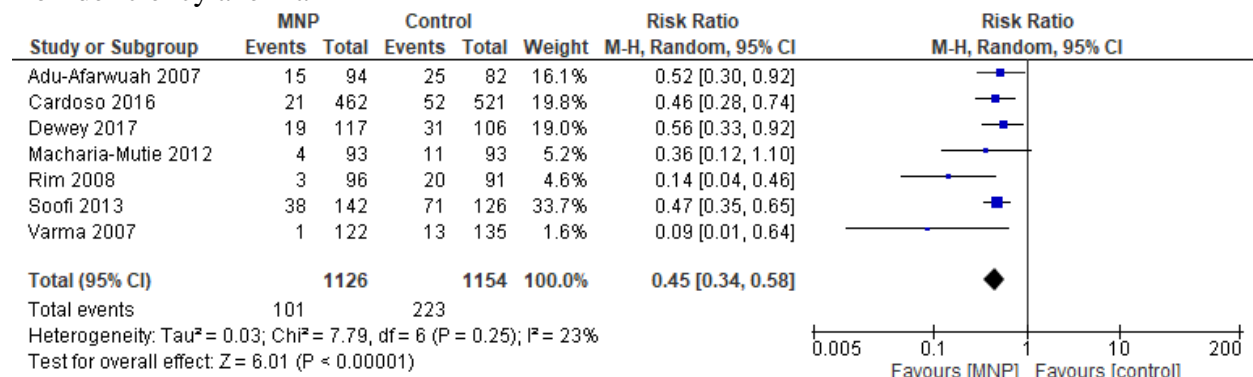 MNP Control Risk Ratio Risk Ratio
Study or Subgroup Events Total Events Total Weight M-H, Random, 95% CI M-H, Random, 95% CI
Adu-Afarwuah 2007 15 94 25 82 16.1% 0.52 [0.30, 0.92]
Cardoso 2016 21 462 52 521 19.8% 0.46 [0.28, 0.74]
Dewey 2017 19 117 31 106 19.0% 0.56 [0.33, 0.92]
Macharia-Mutie 2012 4 93 11 93 5.2% 0.36 [0.12, 1.10]
Rim 2008 3 96 20 91 4.6% 0.14 [0.04, 0.46]
Soofi 2013 38 142 71 126 33.7% 0.47 [0.35, 0.65]
Varma 2007 1 122 13 135 1.6% 0.09 [0.01, 0.64]
Total (95% CI) 1126 1154 100.0% 0.45 [0.34, 0.58]
Total events 101 223
Heterogeneity: Tau² = 0.03; Chi² = 7.79, df = 6 (P = 0.25); I² = 23%
Test for overall effect: Z = 6.01 (P < 0.00001)
0.005 0.1 1 10 200
Favours [MNP] Favours [control]